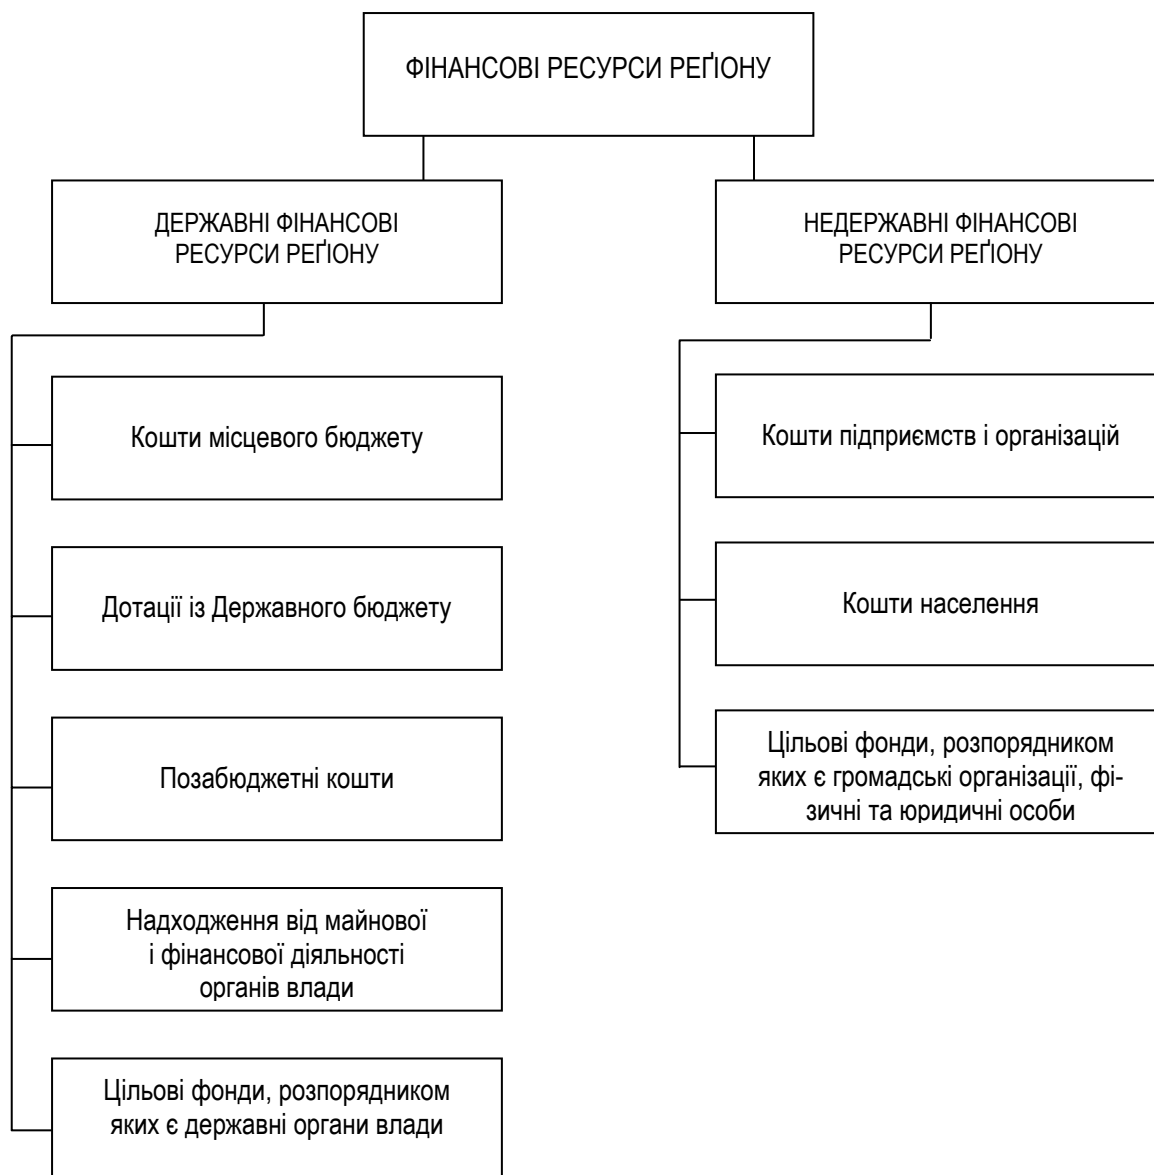 ФІНАНСОВІ РЕСУРСИ РЕҐІОНУ
ДЕРЖАВНІ ФІНАНСОВІ
РЕСУРСИ РЕҐІОНУ
НЕДЕРЖАВНІ ФІНАНСОВІ
РЕСУРСИ РЕҐІОНУ
Кошти місцевого бюджету
Дотації із Державного бюджету
Позабюджетні кошти
Надходження від майнової
і фінансової діяльності
органів влади
Цільові фонди, розпорядником
яких є державні органи влади
Кошти підприємств і організацій
Кошти населення
Цільові фонди, розпорядником
яких є громадські організації, фі-
зичні та юридичні особи